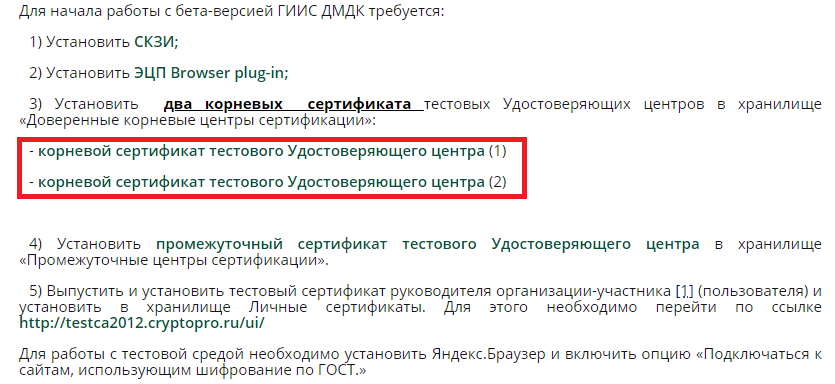 Для начала работы с бета-версией ГИИС ДМДК требуется:
1) Установить СКЗИ;
2) Установить ЭЦП Browser plug-in;
3) Установить два корневых сертификата тестовых Удостоверяющих центров в хранилище
«Доверенные корневые центры сертификации»:
- корневой сертификат тестового Удостоверяющего центра (1)
- корневой сертификат тестового Удостоверяющего центра (2)
4) Установить промежуточный сертификат тестового Удостоверяющего центра в хранилище
«Промежуточные центры сертификации».
5) Выпустить и установить тестовый сертификат руководителя организации-участника [1] (пользователя) и
установить в хранилище Личные сертификаты. Для этого необходимо перейти по ссылке
http://testca2012.cryptopro.ru/ui/
Для работы с тестовой средой необходимо установить Яндекс.Браузер и включить опцию «Подключаться к
сайтам, использующим шифрование по ГОСТ.»